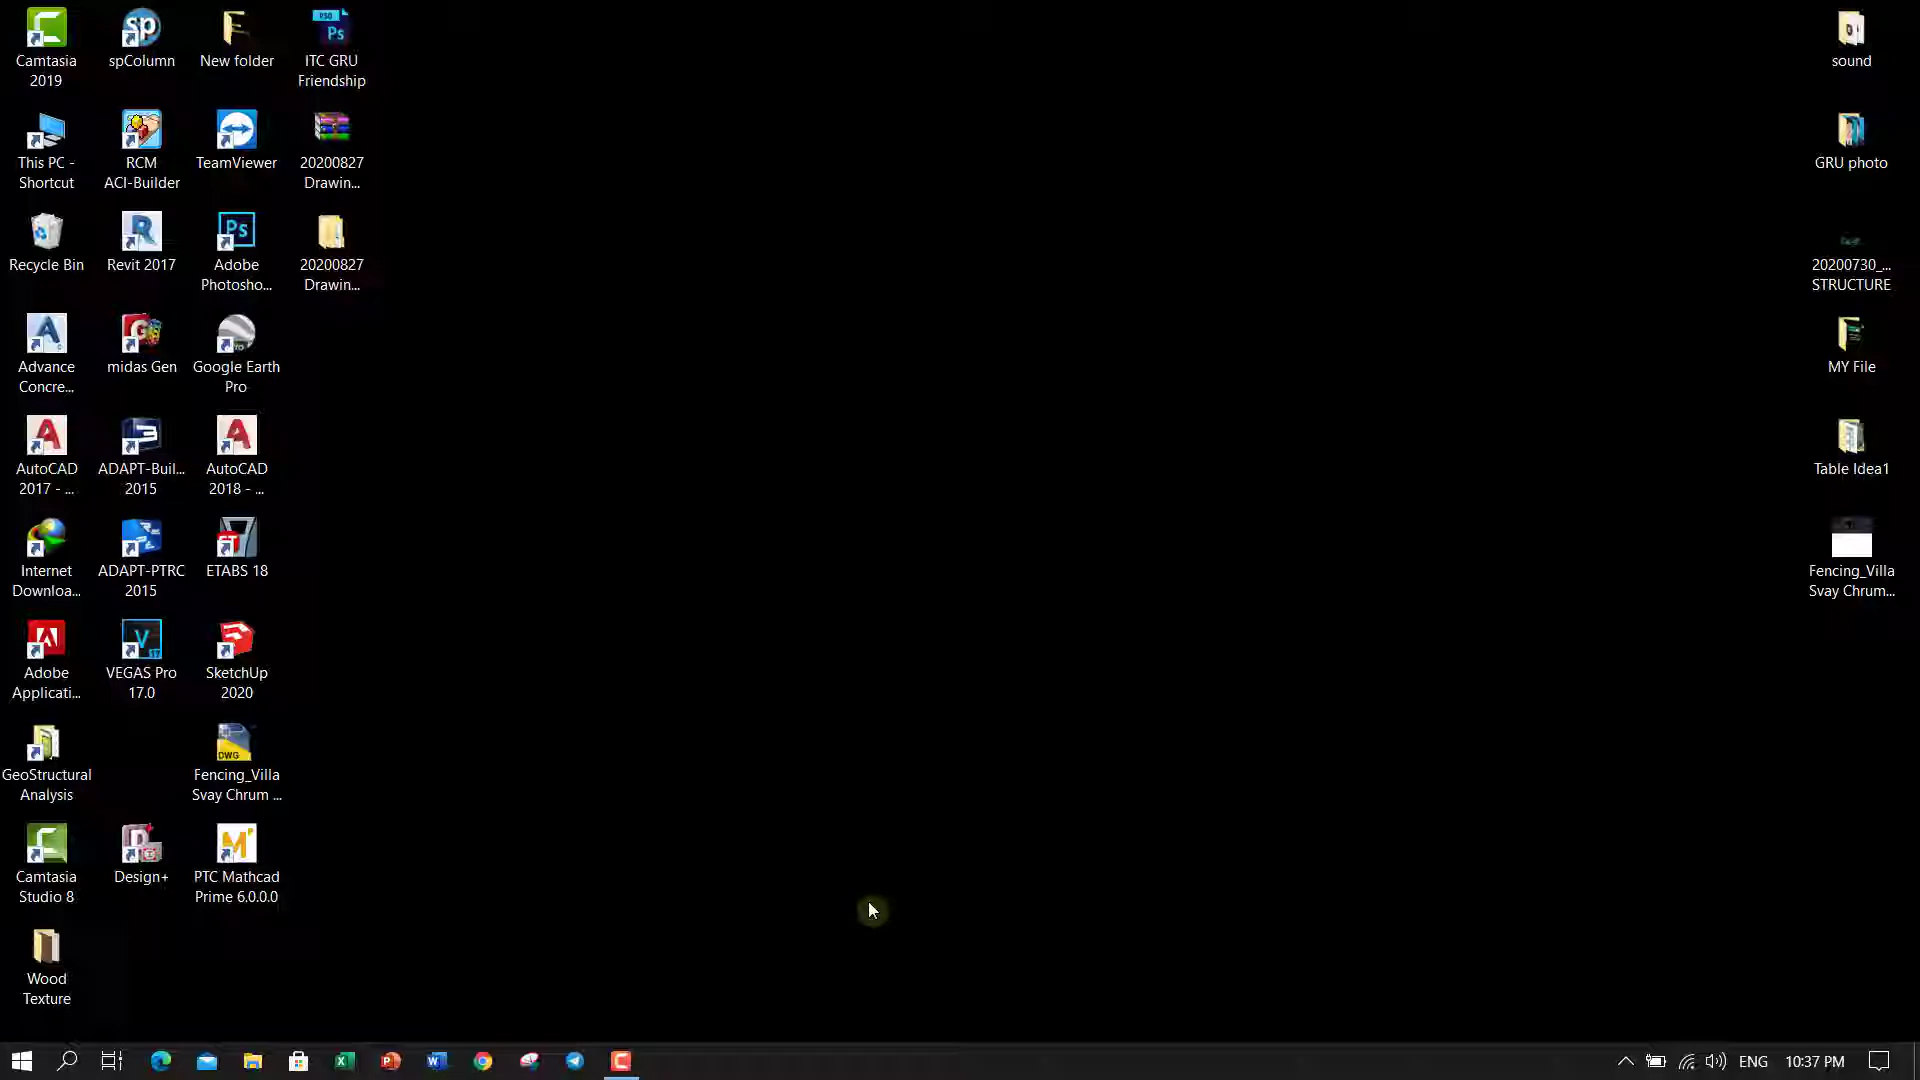 Camtasia
2019
spColumn
New folder
ITC GRU
Friendship
sound
This PC -
Shortcut
RCM
ACI-Builder
TeamViewer
20200827
Drawin...
GRU photo
Recycle Bin
Revit 2017
Adobe
Photosho...
20200827
Drawin...
20200730_...
STRUCTURE
Advance
Concre...
midas Gen
Google Earth
Pro
MY File
AutoCAD
2017 - ...
ADAPT-Buil...
2015
AutoCAD
2018 - ...
Table Idea1
Internet
Downloa...
ADAPT-PTRC
2015
ETABS 18
Fencing_Villa
Svay Chrum...
Adobe
Applicati...
VEGAS Pro
17.0
SketchUp
2020
GeoStructural
Analysis
Fencing_Villa
Svay Chrum ...
Camtasia
Studio 8
Design+
PTC Mathcad
Prime 6.0.0.0
Wood
Texture
ENG
10:37 PM